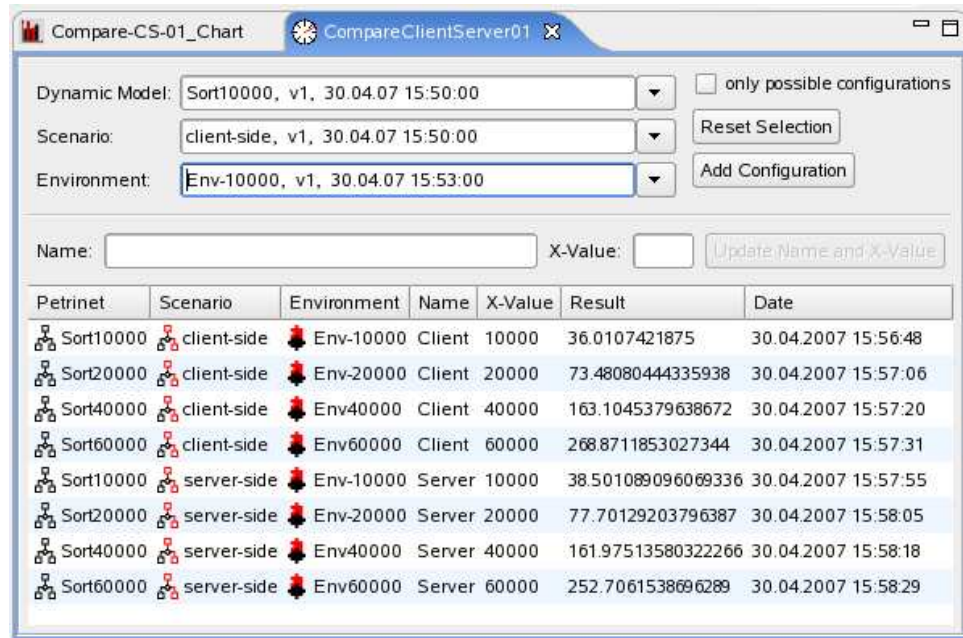 Compare-CS-01_Chart CompareClientServer01
Dynamic Model: Sort10000, v1, 30.04.07 15:50:00 only possible configurations
Scenario: client-side, v1, 30.04.07 15:50:00 Reset Selection
Environment: Env-10000, v1, 30.04.07 15:53:00 Add Configuration
Name: X-Value: Update Name and X-Value
Petrinet Scenario Environment Name X-Value Result Date
Sort10000 client-side Env-10000 Client 10000 36.0107421875 30.04.2007 15:56:48
Sort20000 client-side Env-20000 Client 20000 73.48080444335938 30.04.2007 15:57:06
Sort40000 client-side Env40000 Client 40000 163.1045379638672 30.04.2007 15:57:20
Sort60000 client-side Env60000 Client 60000 268.8711853027344 30.04.2007 15:57:31
Sort10000 server-side Env-10000 Server 10000 38.501089096069336 30.04.2007 15:57:55
Sort20000 server-side Env-20000 Server 20000 77.70129203796387 30.04.2007 15:58:05
Sort40000 server-side Env40000 Server 40000 161.97513580322266 30.04.2007 15:58:18
Sort60000 server-side Env60000 Server 60000 252.7061538696289 30.04.2007 15:58:29